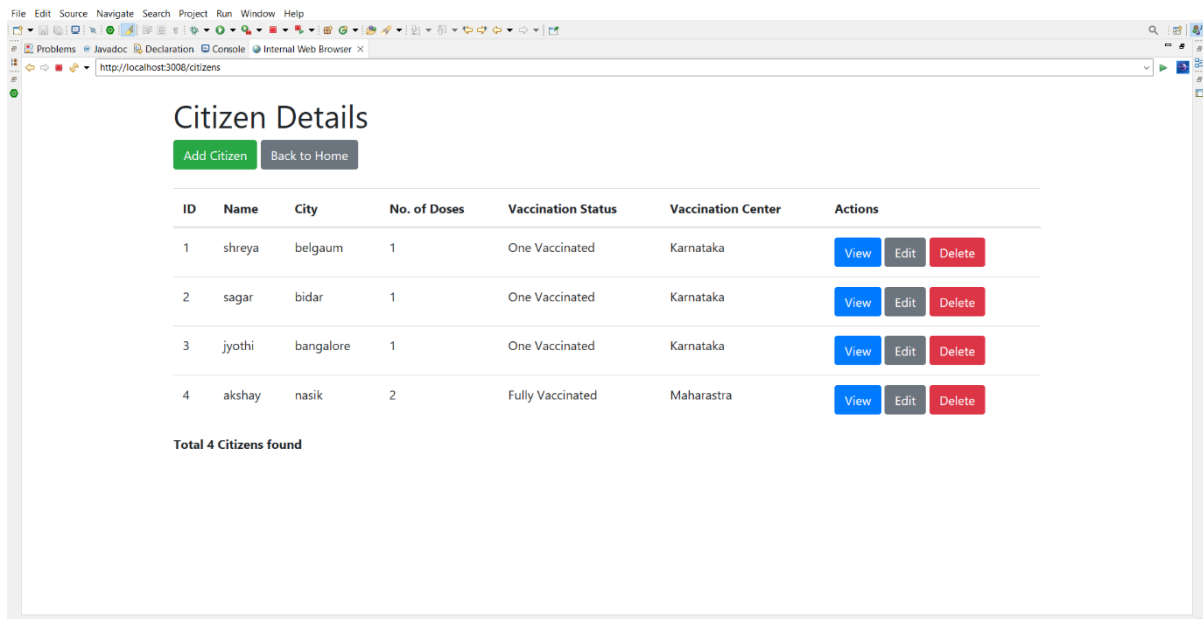 File Edit Source Navigate Search Project Run Window Help
Problems Javadoc Declaration Console Internal Web Browser
http://localhost:3008/citizens
Citizen Details
Add Citizen Back to Home
ID Name City No. of Doses Vaccination Status Vaccination Center Actions
1 shreya belgaum 1 One Vaccinated Karnataka View Edit Delete
2 sagar bidar 1 One Vaccinated Karnataka View Edit Delete
3 jyothi bangalore 1 One Vaccinated Karnataka View Edit Delete
4 akshay nasik 2 Fully Vaccinated Maharastra View Edit Delete
Total 4 Citizens found